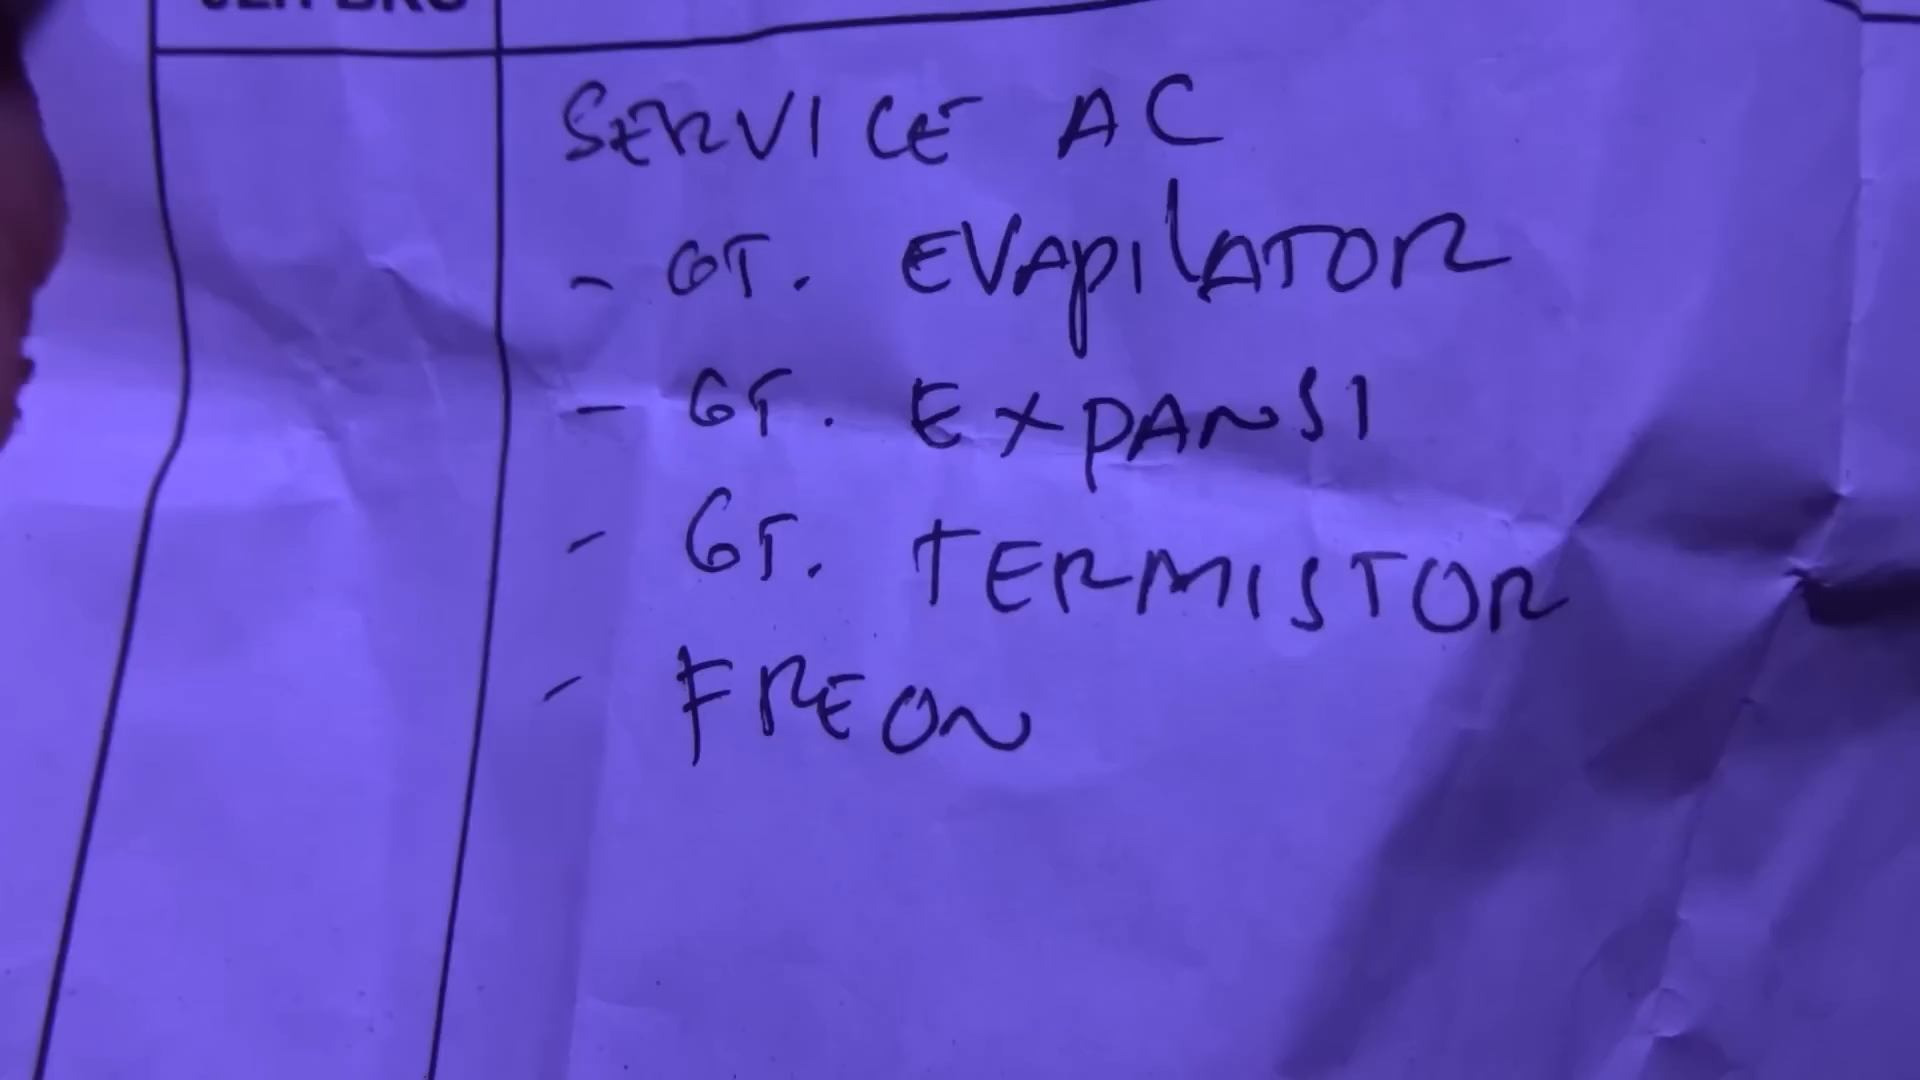 SERVICE AC
- GT. EVAPILATOR
- GT. EXPANSI
- GT. TERMISTOR
- FREON